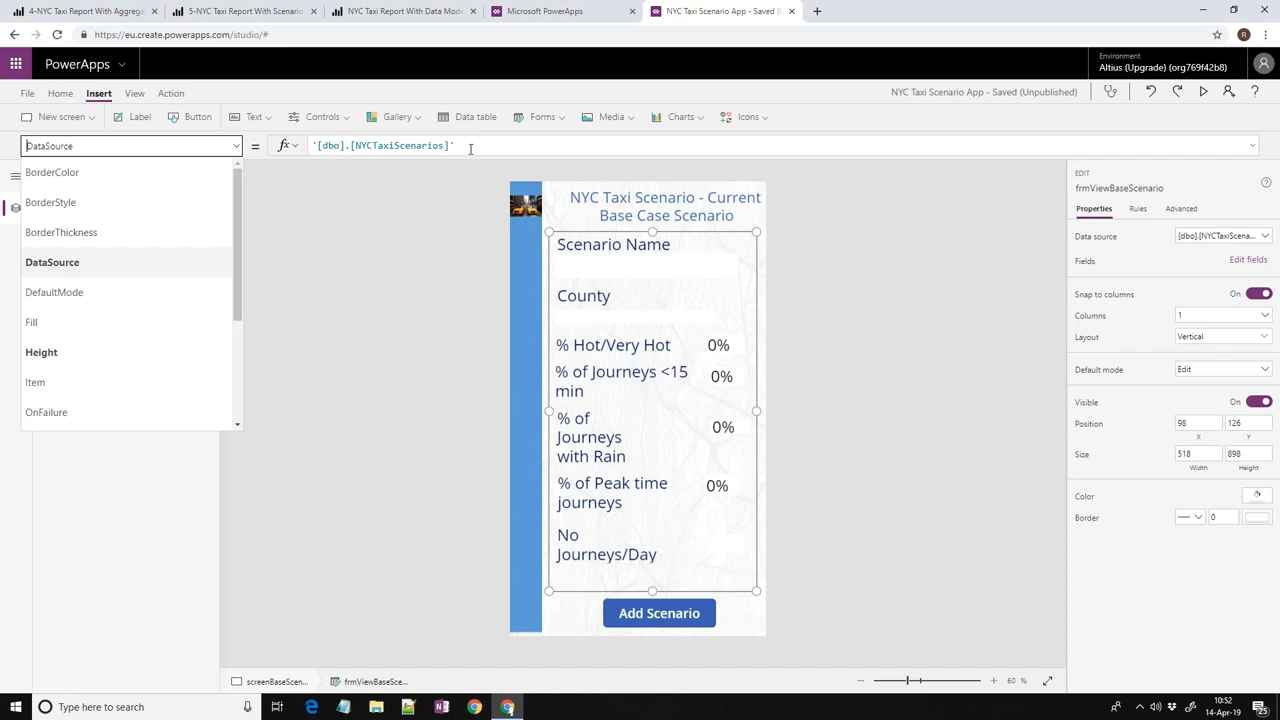 4-NYC Taxi Report With Aggrega
5-NYC Taxi Report With Scenario
NYC Taxi Report With Data Mode
Microsoft PowerApps
NYC Taxi Scenario App - Saved (
https://eu.create.powerapps.com/studio/#
R
PowerApps
Environment
Altius (Upgrade) (org769f42b8)
File
Home
Insert
View
Action
NYC Taxi Scenario App - Saved (Unpublished)
New screen
Label
Button
Text
Controls
Gallery
Data table
Forms
Media
Charts
Icons
DataSource
=
fx
'[dbo].[NYCTaxiScenarios]'
BorderColor
BorderStyle
BorderThickness
DataSource
DefaultMode
Fill
Height
Item
OnFailure
NYC Taxi Scenario - Current
Base Case Scenario
Scenario Name
County
% Hot/Very Hot 0%
% of Journeys <15
min
0%
% of
Journeys
with Rain
0%
% of Peak time
journeys
0%
No
Journeys/Day
Add Scenario
EDIT
frmViewBaseScenario
Properties
Rules
Advanced
Data source [dbo].[NYCTaxiScena...
Fields Edit fields
Snap to columns On
Columns 1
Layout Vertical
Default mode Edit
Visible On
Position 98 126
X Y
Size 518 898
Width Height
Color
Border 0
screenBaseScen...
frmViewBaseSce...
60 %
Type here to search
10:52
14-Apr-19
25